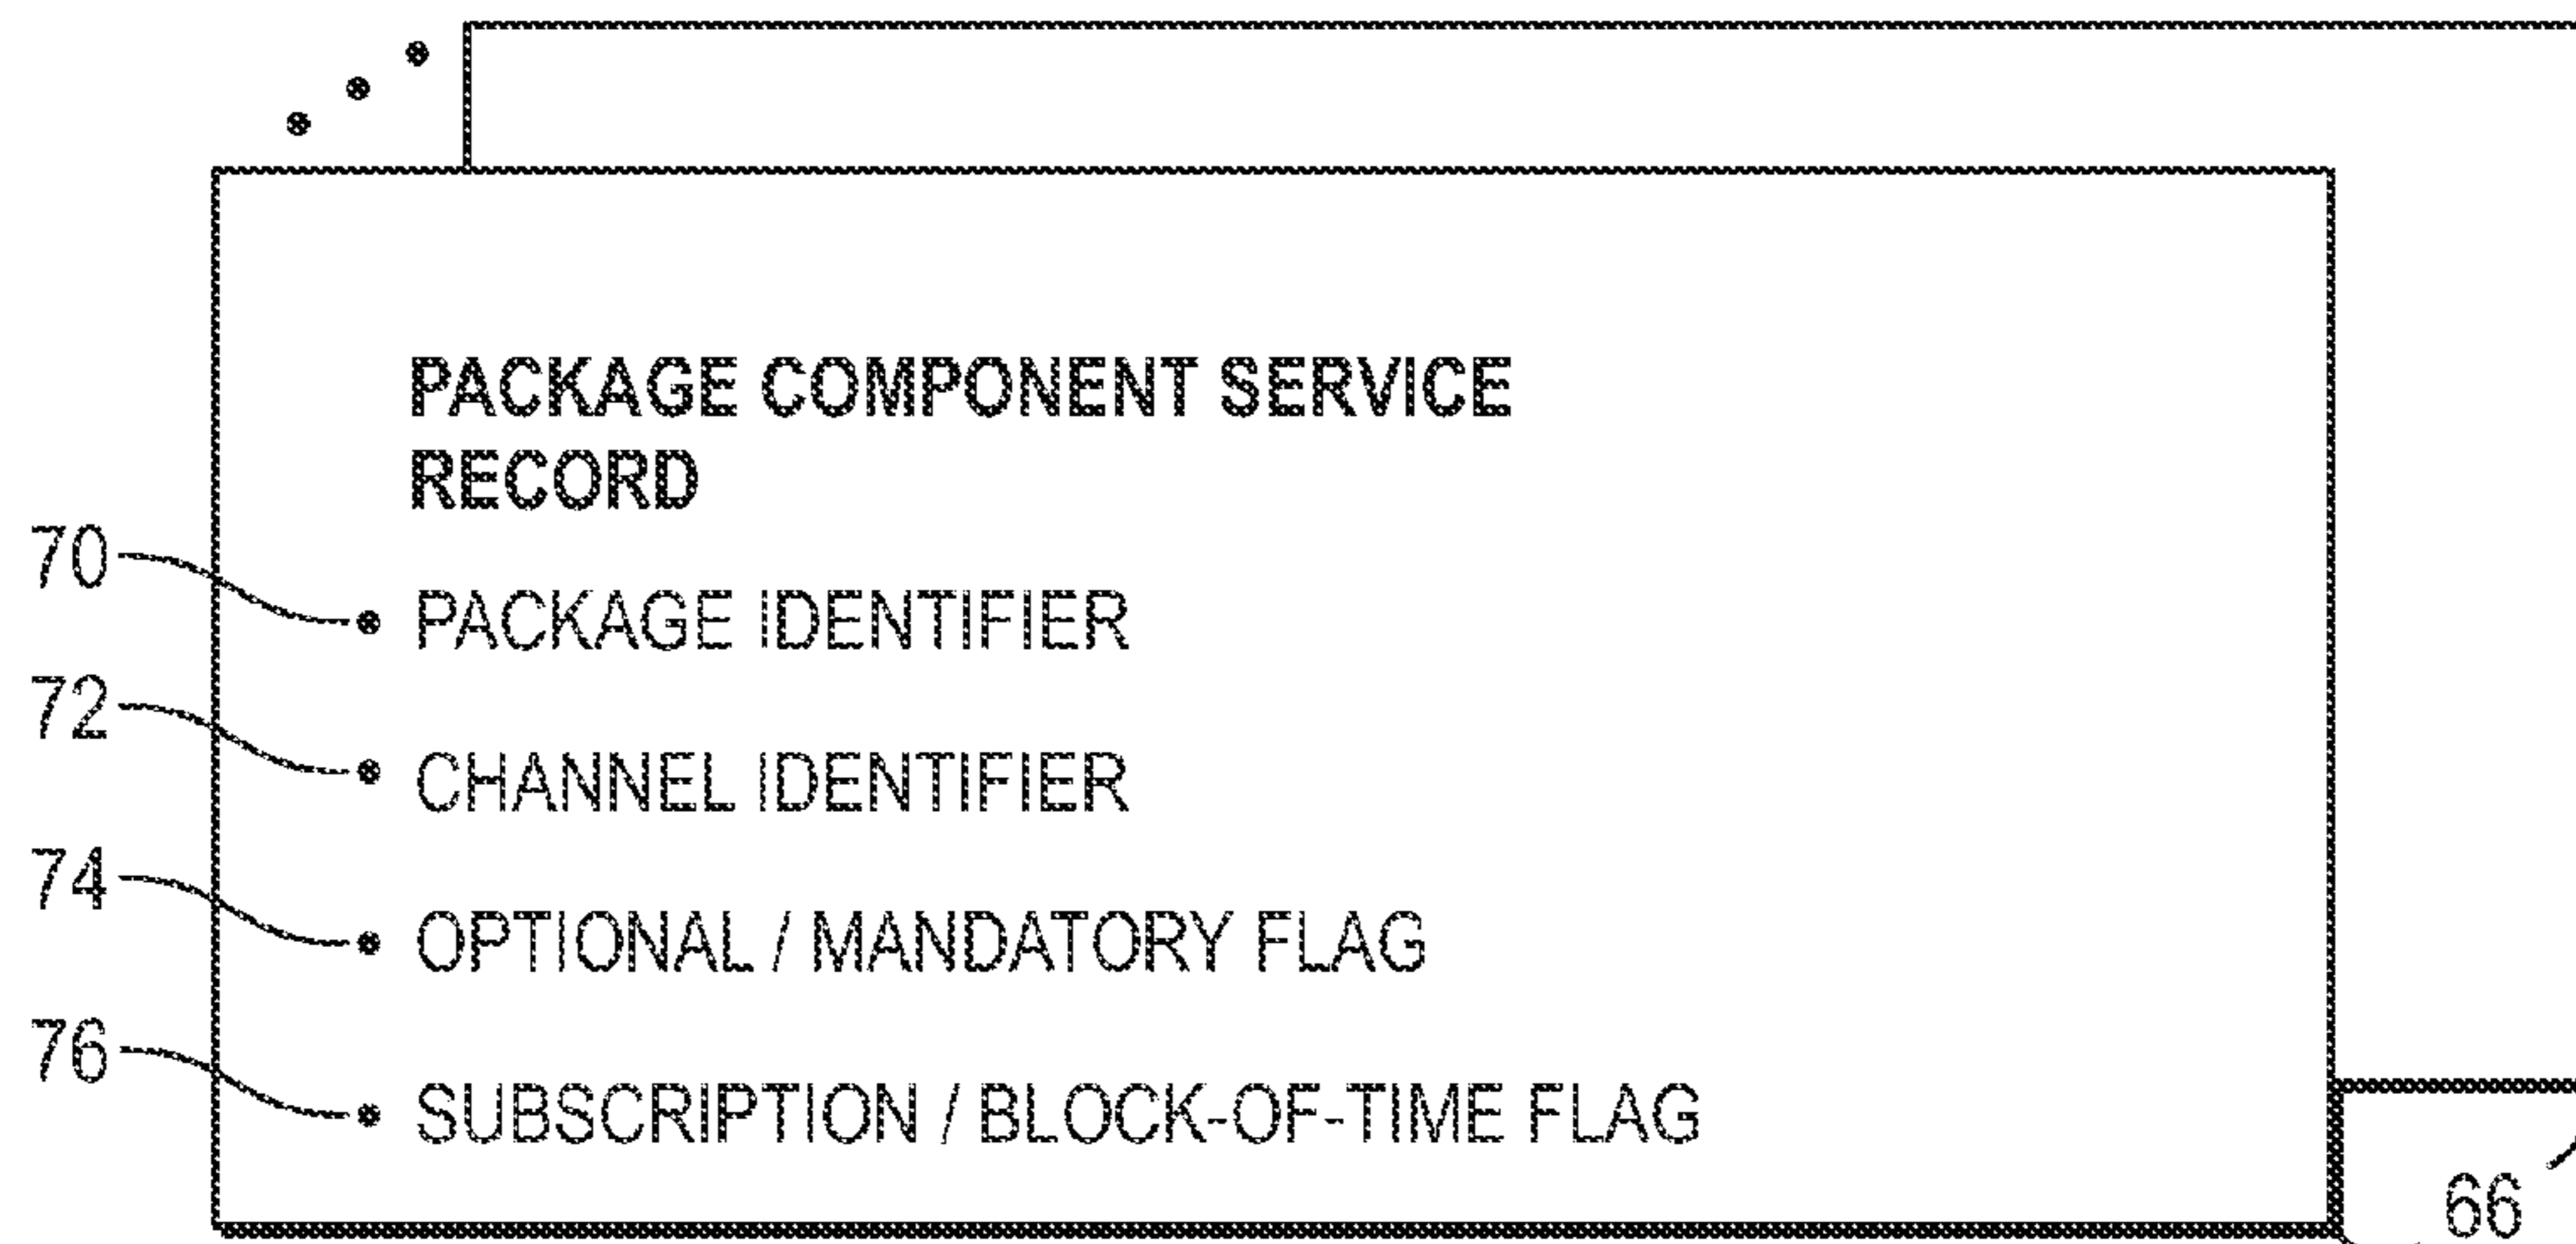 PACKAGE COMPONENT SERVICE
RECORD
70
• PACKAGE IDENTIFIER
72
• CHANNEL IDENTIFIER
74
• OPTIONAL / MANDATORY FLAG
76
• SUBSCRIPTION / BLOCK-OF-TIME FLAG
66